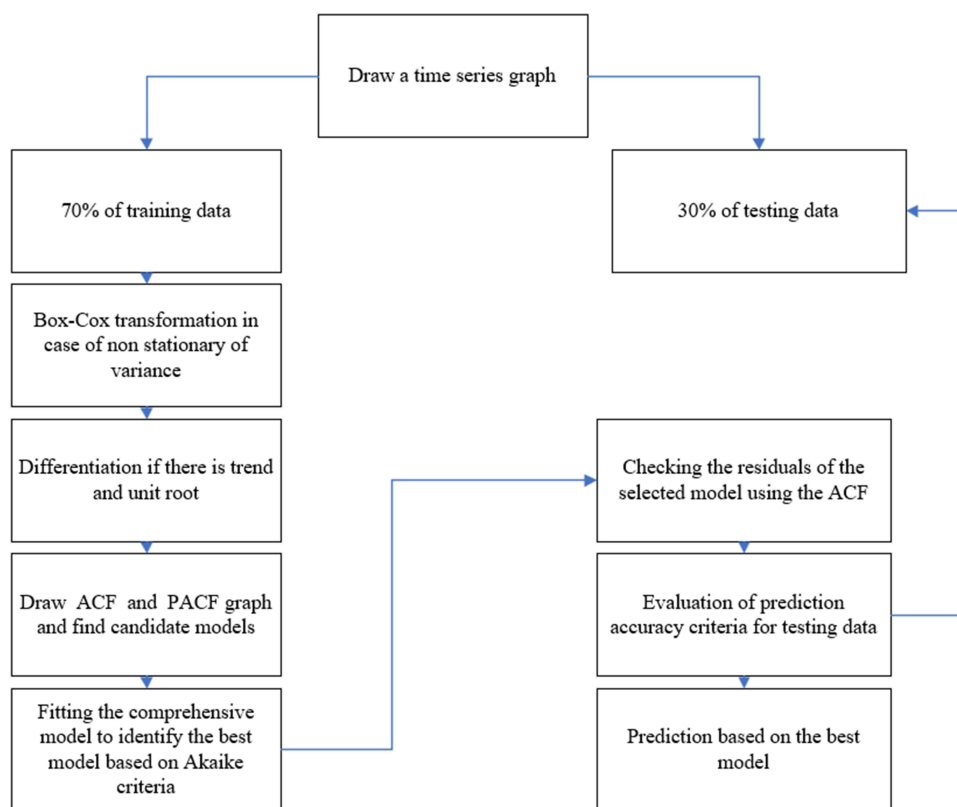 Draw a time series graph
70% of training data
30% of testing data
Box-Cox transformation in
case of non stationary of
variance
Differentiation if there is trend
and unit root
Draw ACF and PACF graph
and find candidate models
Fitting the comprehensive
model to identify the best
model based on Akaike
criteria
Checking the residuals of the
selected model using the ACF
Evaluation of prediction
accuracy criteria for testing data
Prediction based on the best
model